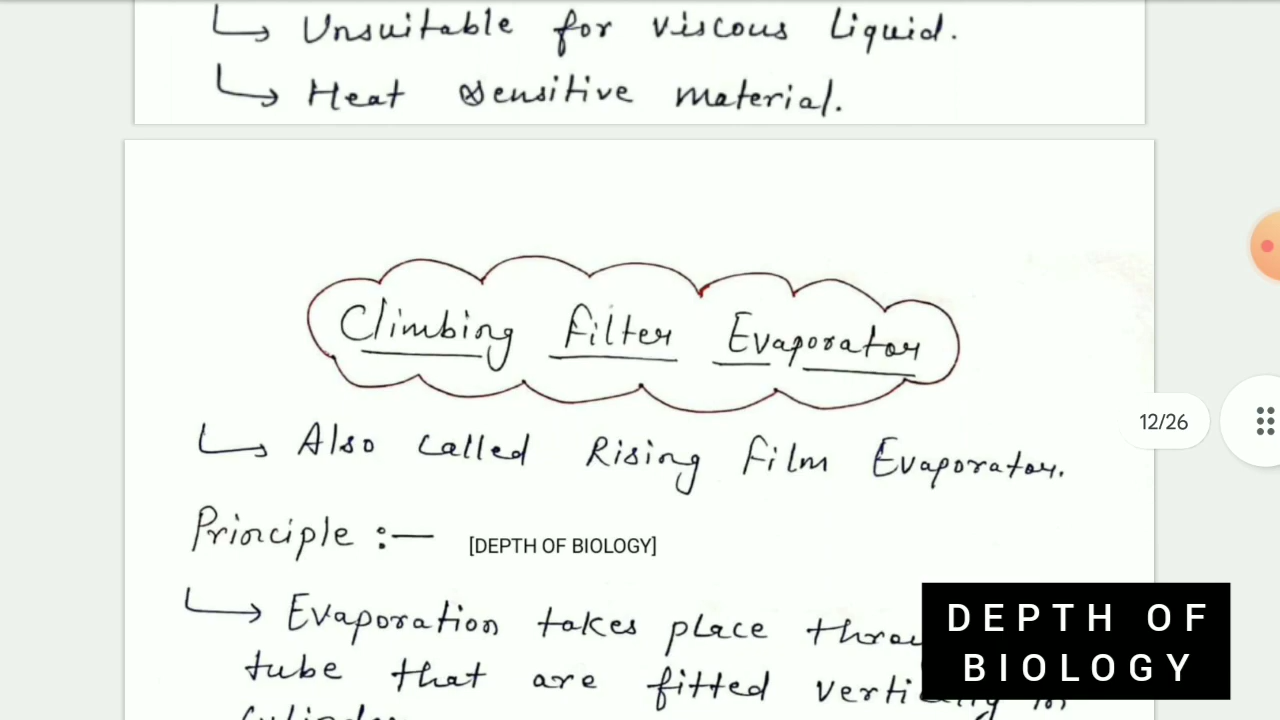 ↳ Unsuitable for viscous liquid.
↳ Heat sensitive material.
Climbing Filter Evaporator
↳ Also called Rising Film Evaporator.
12/26
Principle :—
[DEPTH OF BIOLOGY]
↳ Evaporation takes place
tube that are fitted
DEPTH OF
BIOLOGY